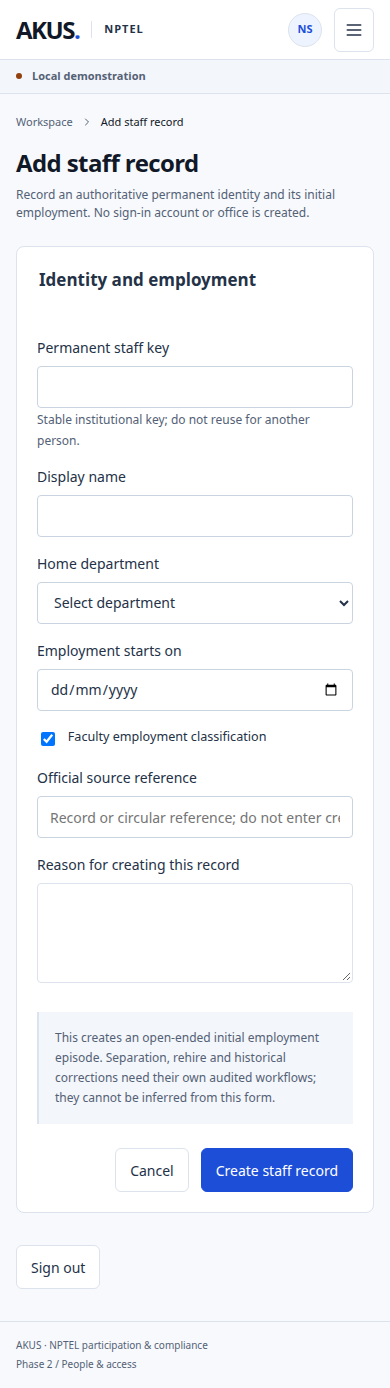 AKUS. NPTEL NS
Local demonstration
Workspace > Add staff record
Add staff record
Record an authoritative permanent identity and its initial
employment. No sign-in account or office is created.
Identity and employment
Permanent staff key
Stable institutional key; do not reuse for another
person.
Display name
Home department
Select department
Employment starts on
dd/mm/yyyy
Faculty employment classification
Official source reference
Record or circular reference; do not enter cre
Reason for creating this record
This creates an open-ended initial employment
episode. Separation, rehire and historical
corrections need their own audited workflows;
they cannot be inferred from this form.
Cancel Create staff record
Sign out
AKUS · NPTEL participation & compliance
Phase 2 / People & access